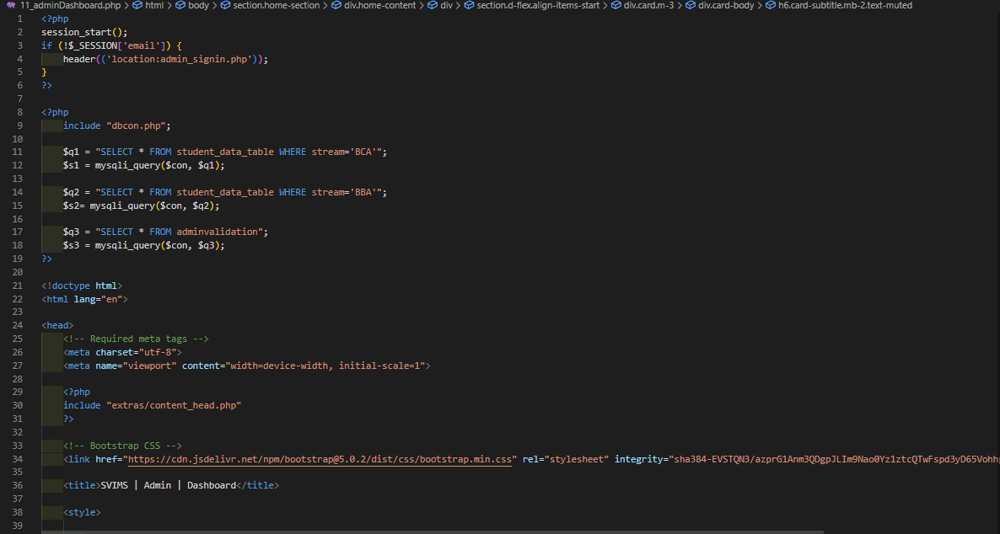 11_adminDashboard.php > html > body > section.home-section > div.home-content > div > section.d-flex.align-items-start > div.card.m-3 > div.card-body > h6.card-subtitle.mb-2.text-muted
1 <?php
2 session_start();
3 if (!$_SESSION['email']) {
4 header(('location:admin_signin.php'));
5 }
6 ?>
7
8 <?php
9 include "dbcon.php";
10
11 $q1 = "SELECT * FROM student_data_table WHERE stream='BCA'";
12 $s1 = mysqli_query($con, $q1);
13
14 $q2 = "SELECT * FROM student_data_table WHERE stream='BBA'";
15 $s2= mysqli_query($con, $q2);
16
17 $q3 = "SELECT * FROM adminvalidation";
18 $s3 = mysqli_query($con, $q3);
19 ?>
20
21 <!doctype html>
22 <html lang="en">
23
24 <head>
25 <!-- Required meta tags -->
26 <meta charset="utf-8">
27 <meta name="viewport" content="width=device-width, initial-scale=1">
28
29 <?php
30 include "extras/content_head.php"
31 ?>
32
33 <!-- Bootstrap CSS -->
34 <link href="https://cdn.jsdelivr.net/npm/bootstrap@5.0.2/dist/css/bootstrap.min.css" rel="stylesheet" integrity="sha384-EVSTQN3/azprG1Anm3QDgpJLIm9Nao0Yz1ztcQTwFspd3yD65Vohh
35
36 <title>SVIMS | Admin | Dashboard</title>
37
38 <style>
39